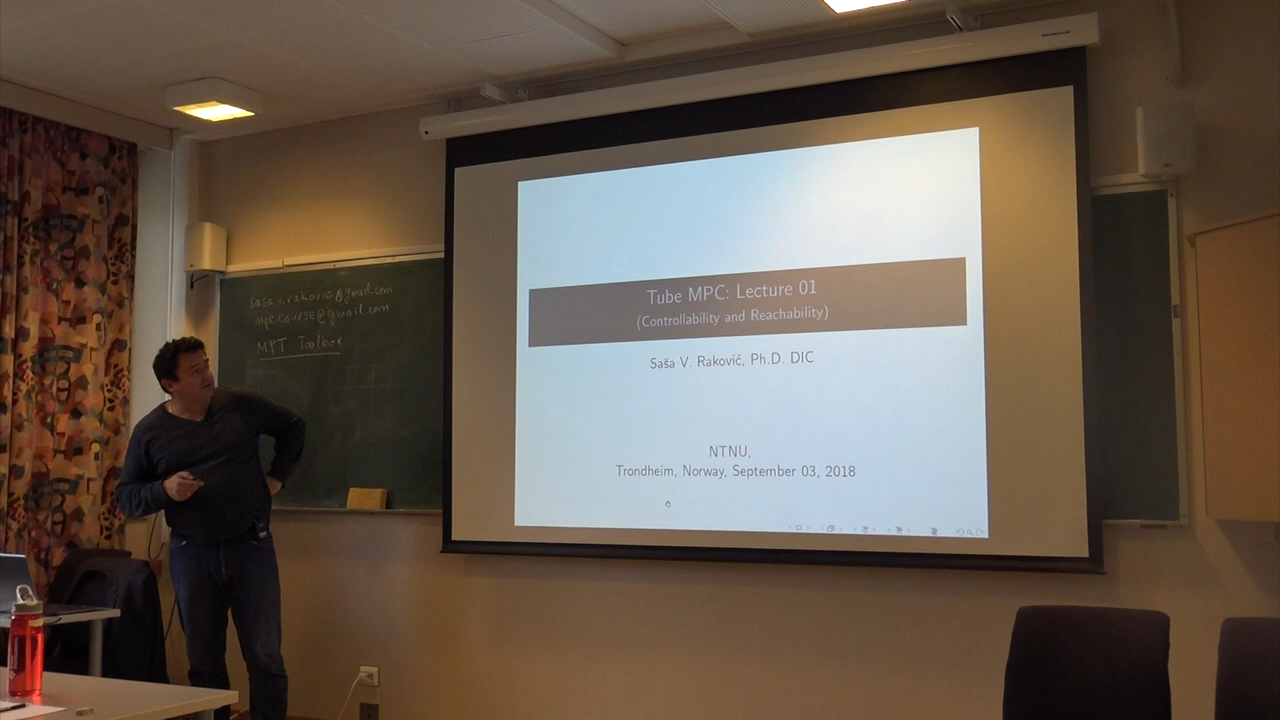 sasa.v.rakovic@gmail.com
mpc.course@gmail.com
MPT Toolbox
Tube MPC: Lecture 01
(Controllability and Reachability)
Saša V. Raković, Ph.D. DIC
NTNU,
Trondheim, Norway, September 03, 2018